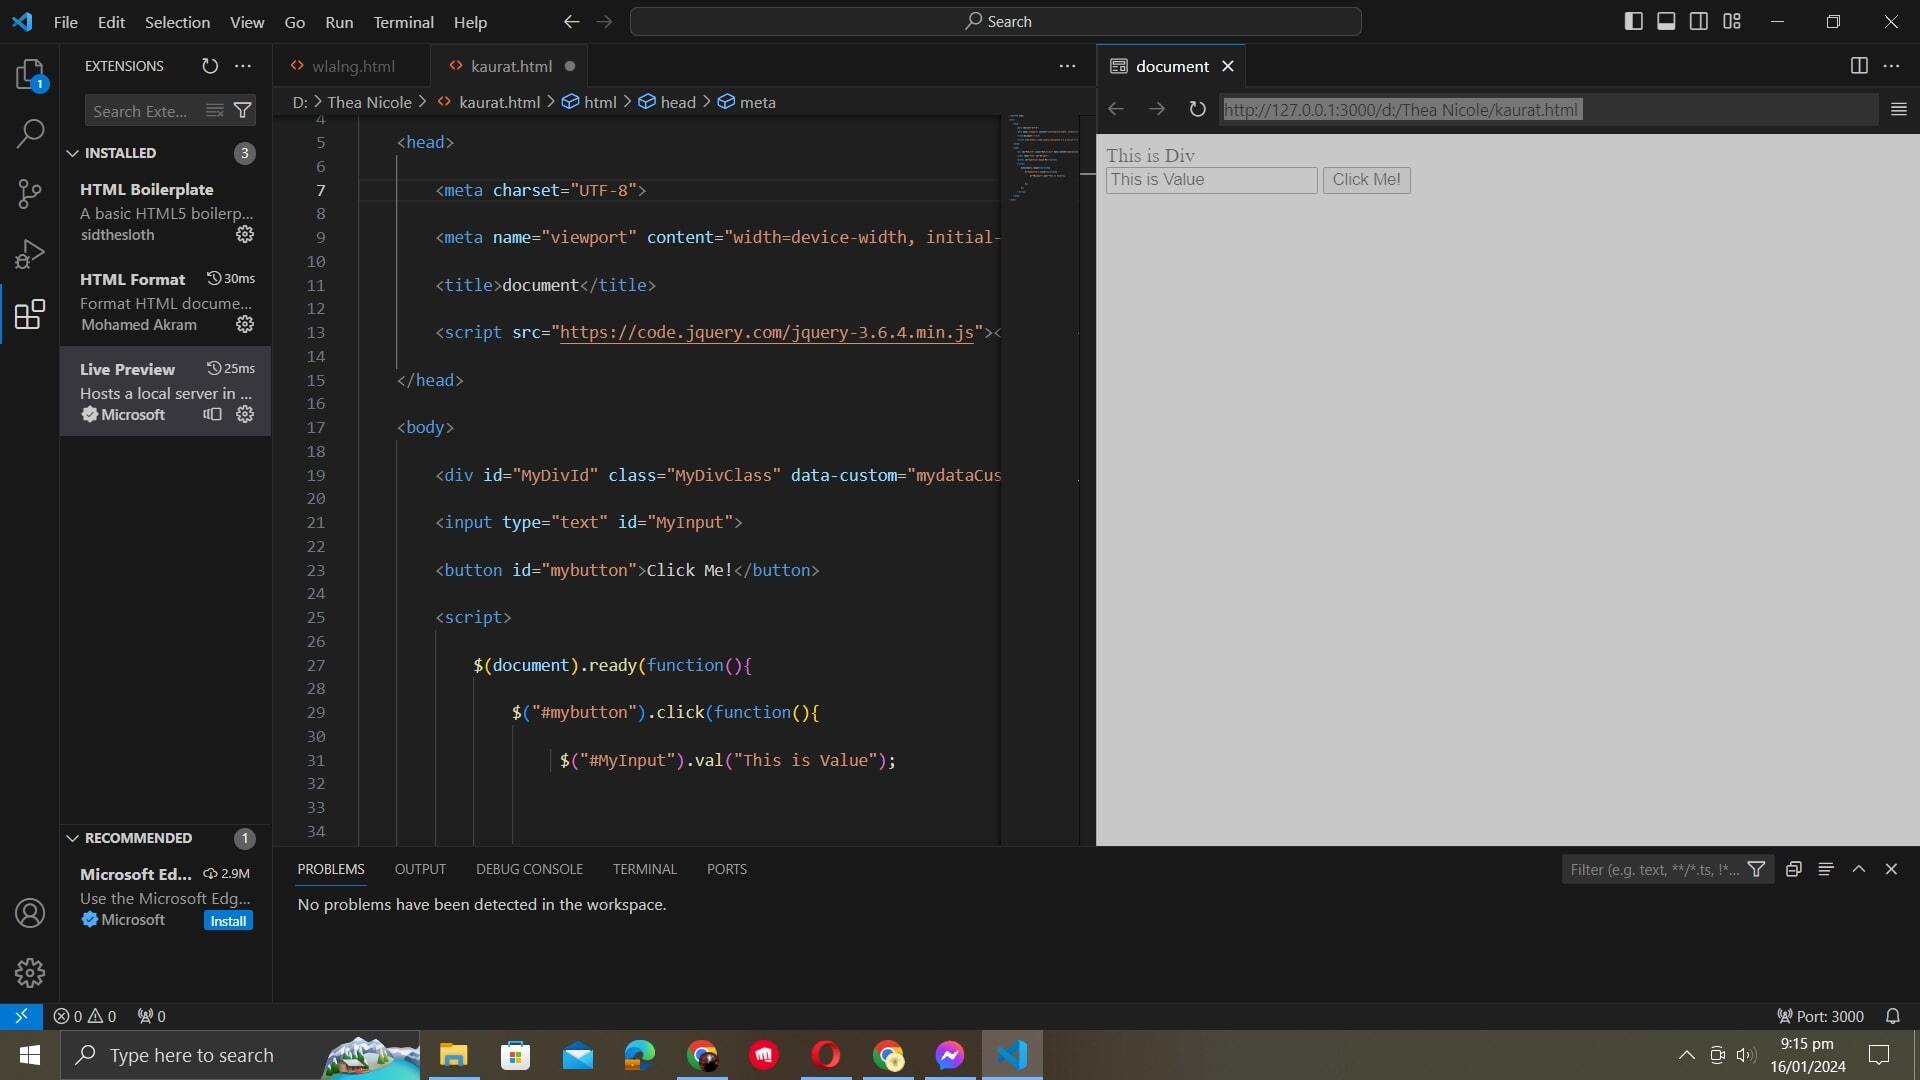 File Edit Selection View Go Run Terminal Help
Search
EXTENSIONS
Search Exte...
INSTALLED 3
HTML Boilerplate
A basic HTML5 boilerp...
sidthesloth
HTML Format 30ms
Format HTML docume...
Mohamed Akram
Live Preview 25ms
Hosts a local server in ...
Microsoft
RECOMMENDED 1
Microsoft Ed... 2.9M
Use the Microsoft Edg...
Microsoft Install
1
wlalng.html kaurat.html
D: > Thea Nicole > kaurat.html > html > head > meta
4
5 <head>
6
7 <meta charset="UTF-8">
8
9 <meta name="viewport" content="width=device-width, initial-
10
11 <title>document</title>
12
13 <script src="https://code.jquery.com/jquery-3.6.4.min.js"><
14
15 </head>
16
17 <body>
18
19 <div id="MyDivId" class="MyDivClass" data-custom="mydataCus
20
21 <input type="text" id="MyInput">
22
23 <button id="mybutton">Click Me!</button>
24
25 <script>
26
27 $(document).ready(function(){
28
29 $("#mybutton").click(function(){
30
31 $("#MyInput").val("This is Value");
32
33
34
document
http://127.0.0.1:3000/d:/Thea Nicole/kaurat.html
This is Div
This is Value Click Me!
PROBLEMS OUTPUT DEBUG CONSOLE TERMINAL PORTS
Filter (e.g. text, **/*.ts, !*...
No problems have been detected in the workspace.
0 0 0
Port: 3000
Type here to search
9:15 pm
16/01/2024